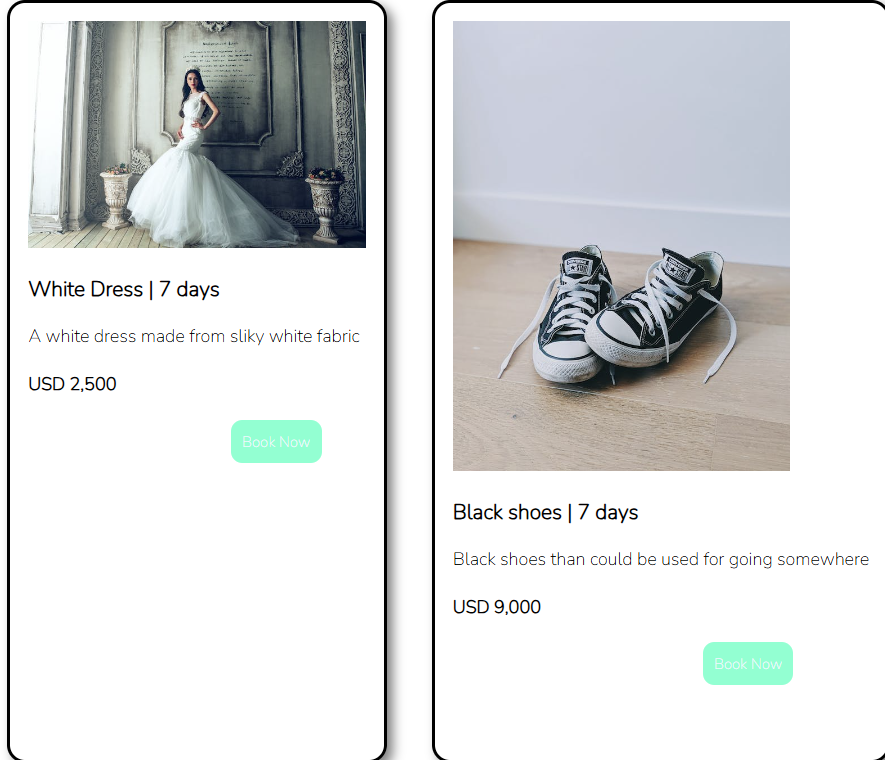 White Dress | 7 days
A white dress made from sliky white fabric
USD 2,500
Book Now
Black shoes | 7 days
Black shoes than could be used for going somewhere
USD 9,000
Book Now